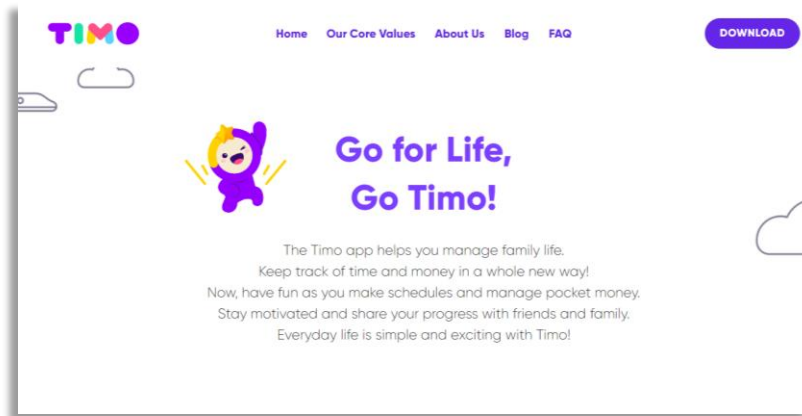 TIMO
Home Our Core Values About Us Blog FAQ
DOWNLOAD
Go for Life,
Go Timo!
The Timo app helps you manage family life.
Keep track of time and money in a whole new way!
Now, have fun as you make schedules and manage pocket money.
Stay motivated and share your progress with friends and family.
Everyday life is simple and exciting with Timo!